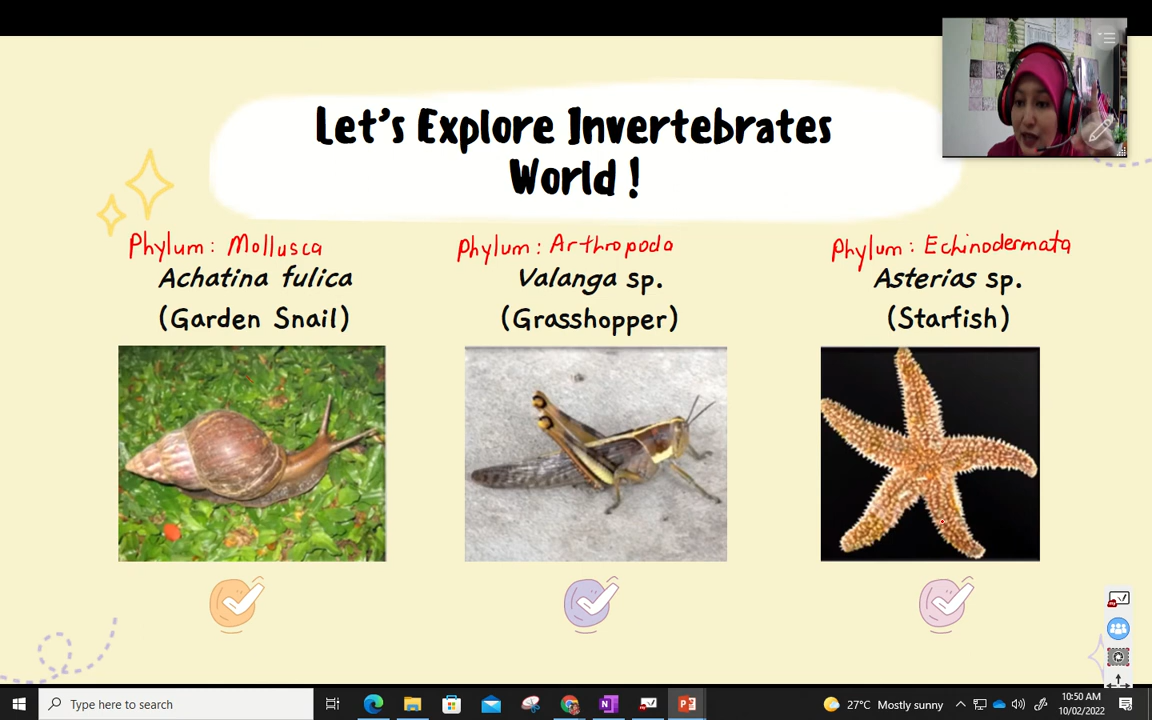 Let's Explore Invertebrates
World !
Phylum : Mollusca
Achatina fulica
(Garden Snail)
Phylum : Arthropoda
Valanga sp.
(Grasshopper)
Phylum : Echinodermata
Asterias sp.
(Starfish)
Type here to search
27°C Mostly sunny
10:50 AM
10/02/2022